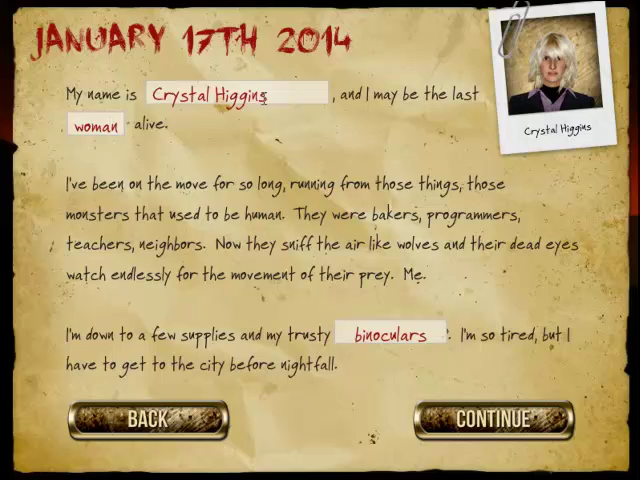 JANUARY 17TH 2014
Crystal Higgins
My name is Crystal Higgins , and I may be the last
woman alive.
I've been on the move for so long, running from those things, those
monsters that used to be human. They were bakers, programmers,
teachers, neighbors. Now they sniff the air like wolves and their dead eyes
watch endlessly for the movement of their prey. Me.
I'm down to a few supplies and my trusty binoculars . I'm so tired, but I
have to get to the city before nightfall.
BACK CONTINUE